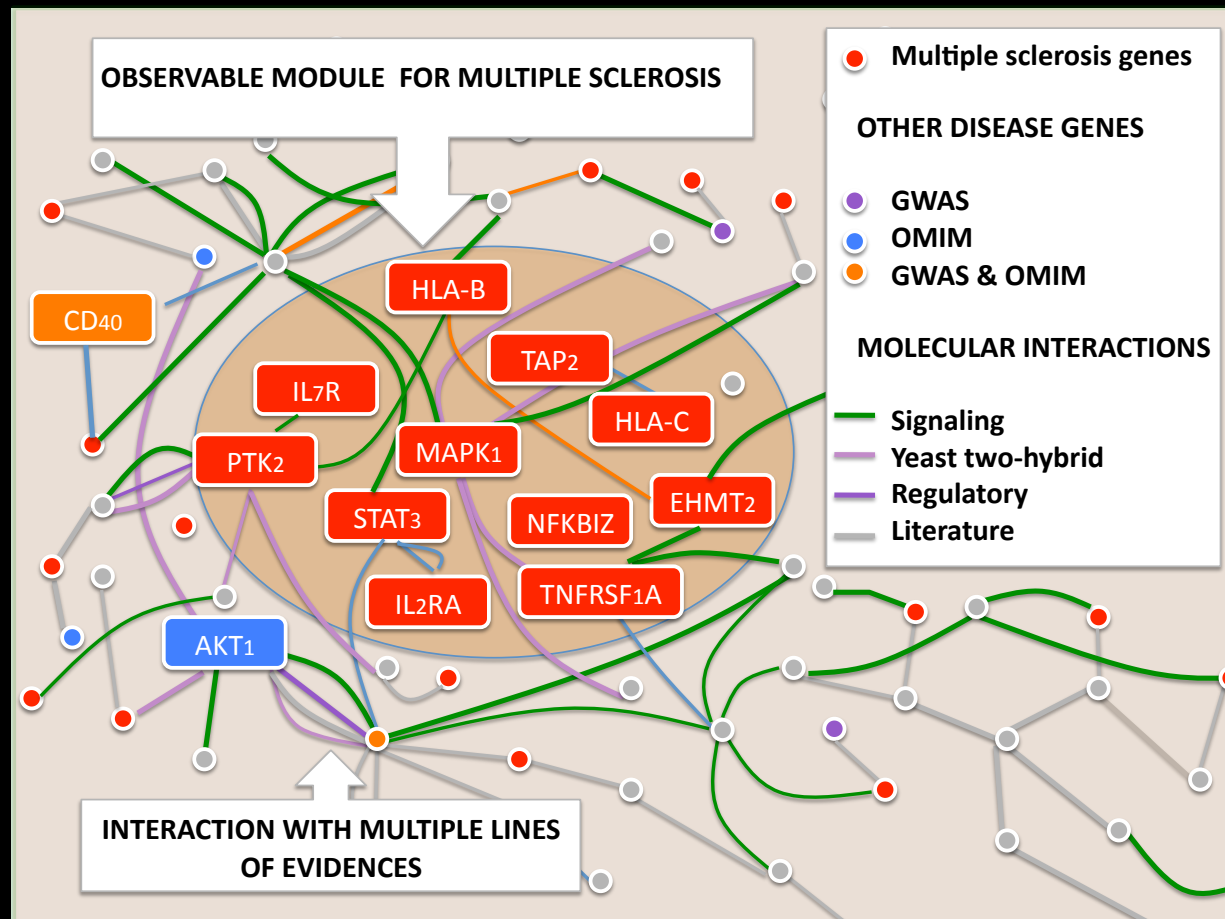 OBSERVABLE MODULE FOR MULTIPLE SCLEROSIS
Multiple sclerosis genes
OTHER DISEASE GENES
GWAS
OMIM
GWAS & OMIM
MOLECULAR INTERACTIONS
Signaling
Yeast two-hybrid
Regulatory
Literature
HLA-B
CD40
TAP2
IL7R
HLA-C
MAPK1
PTK2
EHMT2
STAT3
NFKBIZ
IL2RA
TNFRSF1A
AKT1
INTERACTION WITH MULTIPLE LINES
OF EVIDENCES